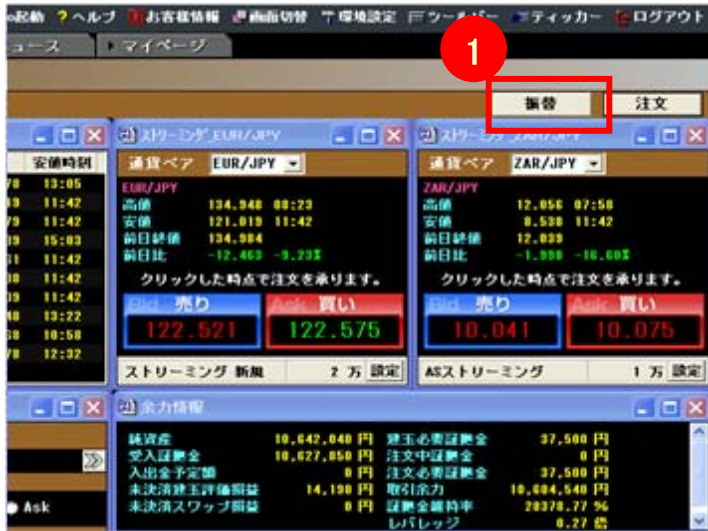 o起動 ?ヘルプ お客様情報 画面切替 環境設定 ツールバー ティッカー ログアウト
ュース マイページ
1
振替 注文
ストリーミング_EUR/JPY ストリーミング_ZAR/JPY
安値時刻 通貨ペア EUR/JPY 通貨ペア ZAR/JPY
78 13:05 EUR/JPY ZAR/JPY
11:42 高値 134.948 08:23 高値 12.056 07:58
11:42 安値 121.019 11:42 安値 8.538 11:42
15:03 前日終値 134.984 前日終値 12.039
11:42 前日比 -12.463 -9.23% 前日比 -1.998 -16.60%
11:42 クリックした時点で注文を承ります。 クリックした時点で注文を承ります。
11:42 Bid 売り Ask 買い Bid 売り Ask 買い
13:22 122.521 122.575 10.041 10.075
10:58
78 12:32
ストリーミング 新規 2 万 設定 ASストリーミング 1 万 設定
余力情報
純資産 10,642,040 円 建玉必要証拠金 37,500 円
受入証拠金 10,627,850 円 注文中証拠金 0 円
入出金予定額 0 円 注文必要証拠金 37,500 円
未決済建玉評価損益 14,190 円 取引余力 10,604,540 円
Ask 未決済スワップ損益 0 円 証拠金維持率 28378.77 %
レバレッジ 0.27 倍